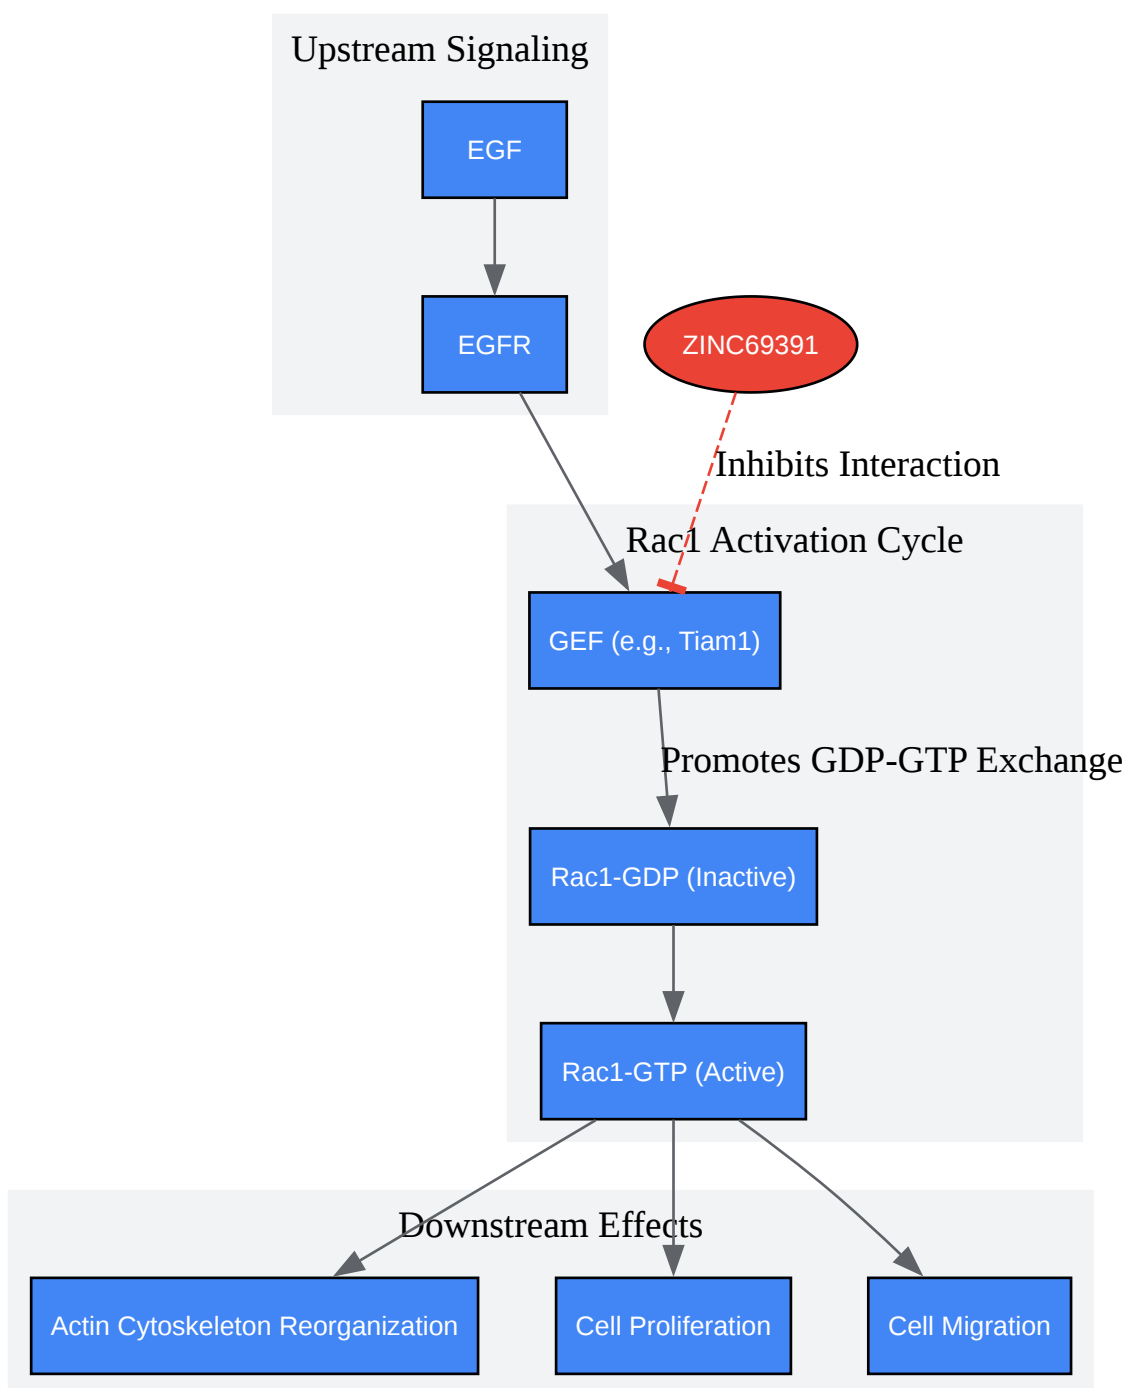 Upstream Signaling
EGF
EGFR
ZINC69391
Inhibits Interaction
Rac1 Activation Cycle
GEF (e.g., Tiam1)
Promotes GDP-GTP Exchange
Rac1-GDP (Inactive)
Rac1-GTP (Active)
Downstream Effects
Actin Cytoskeleton Reorganization
Cell Proliferation
Cell Migration